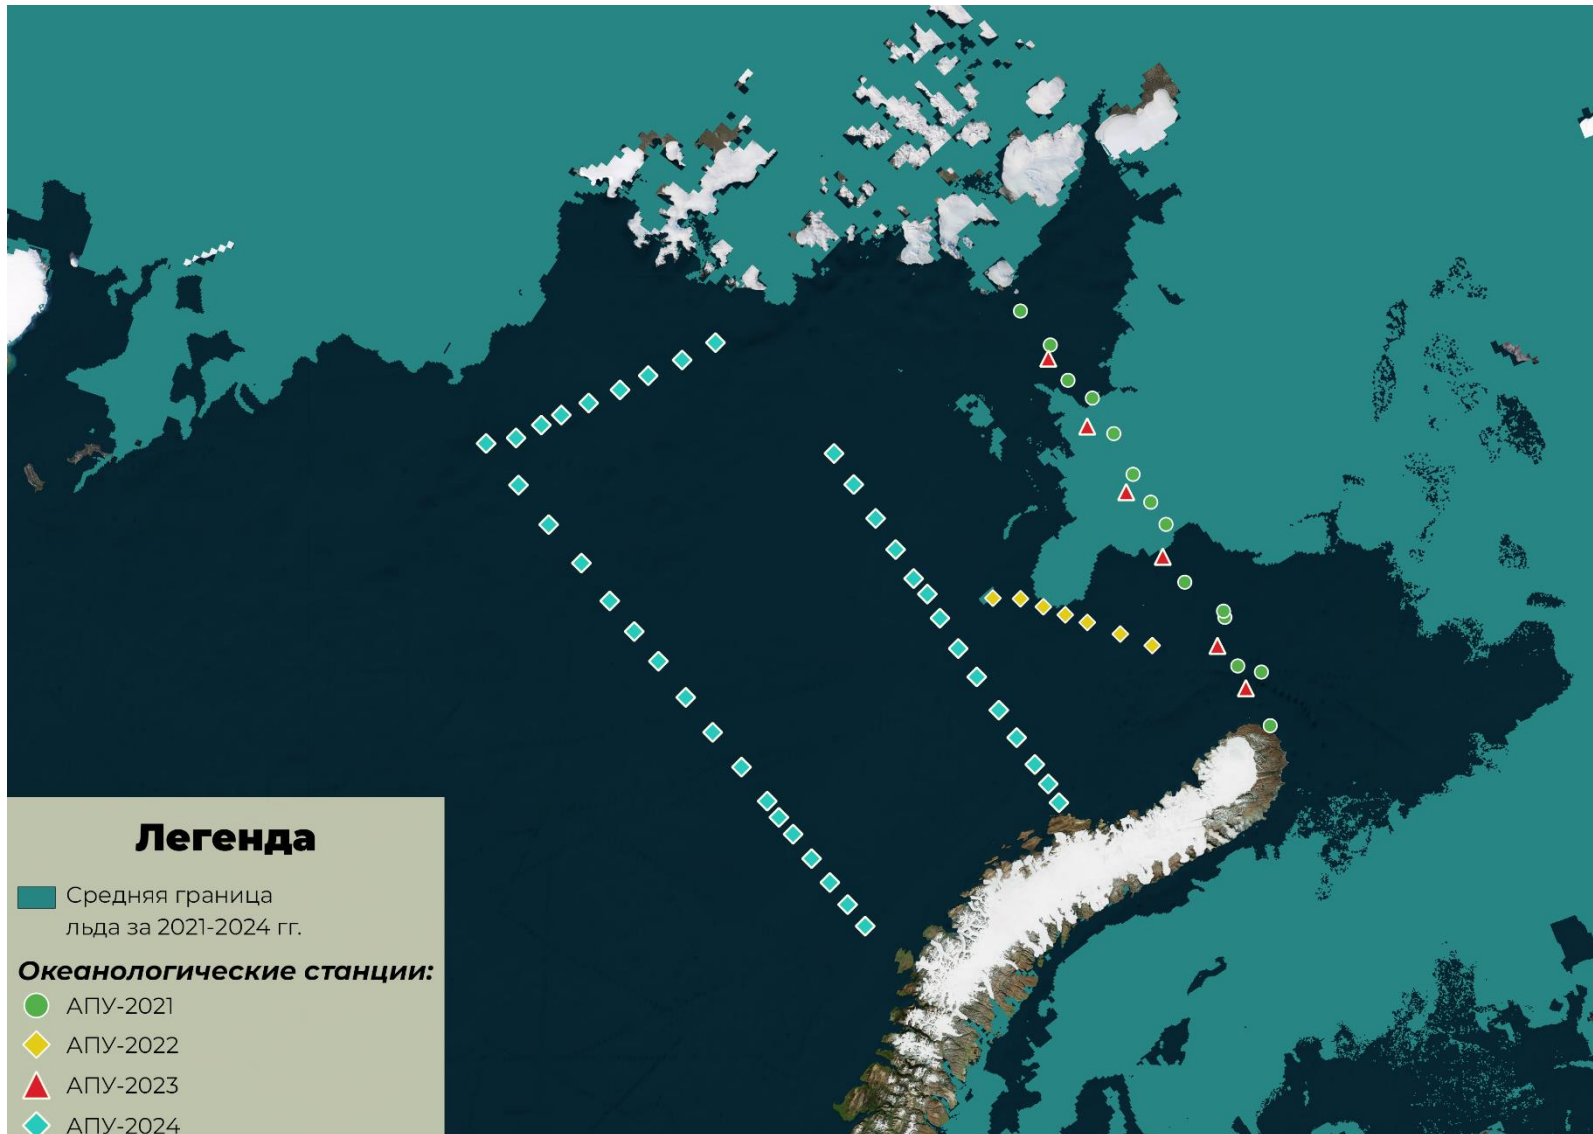 Легенда
Средняя граница
льда за 2021-2024 гг.
Океанологические станции:
АПУ-2021
АПУ-2022
АПУ-2023
АПУ-2024